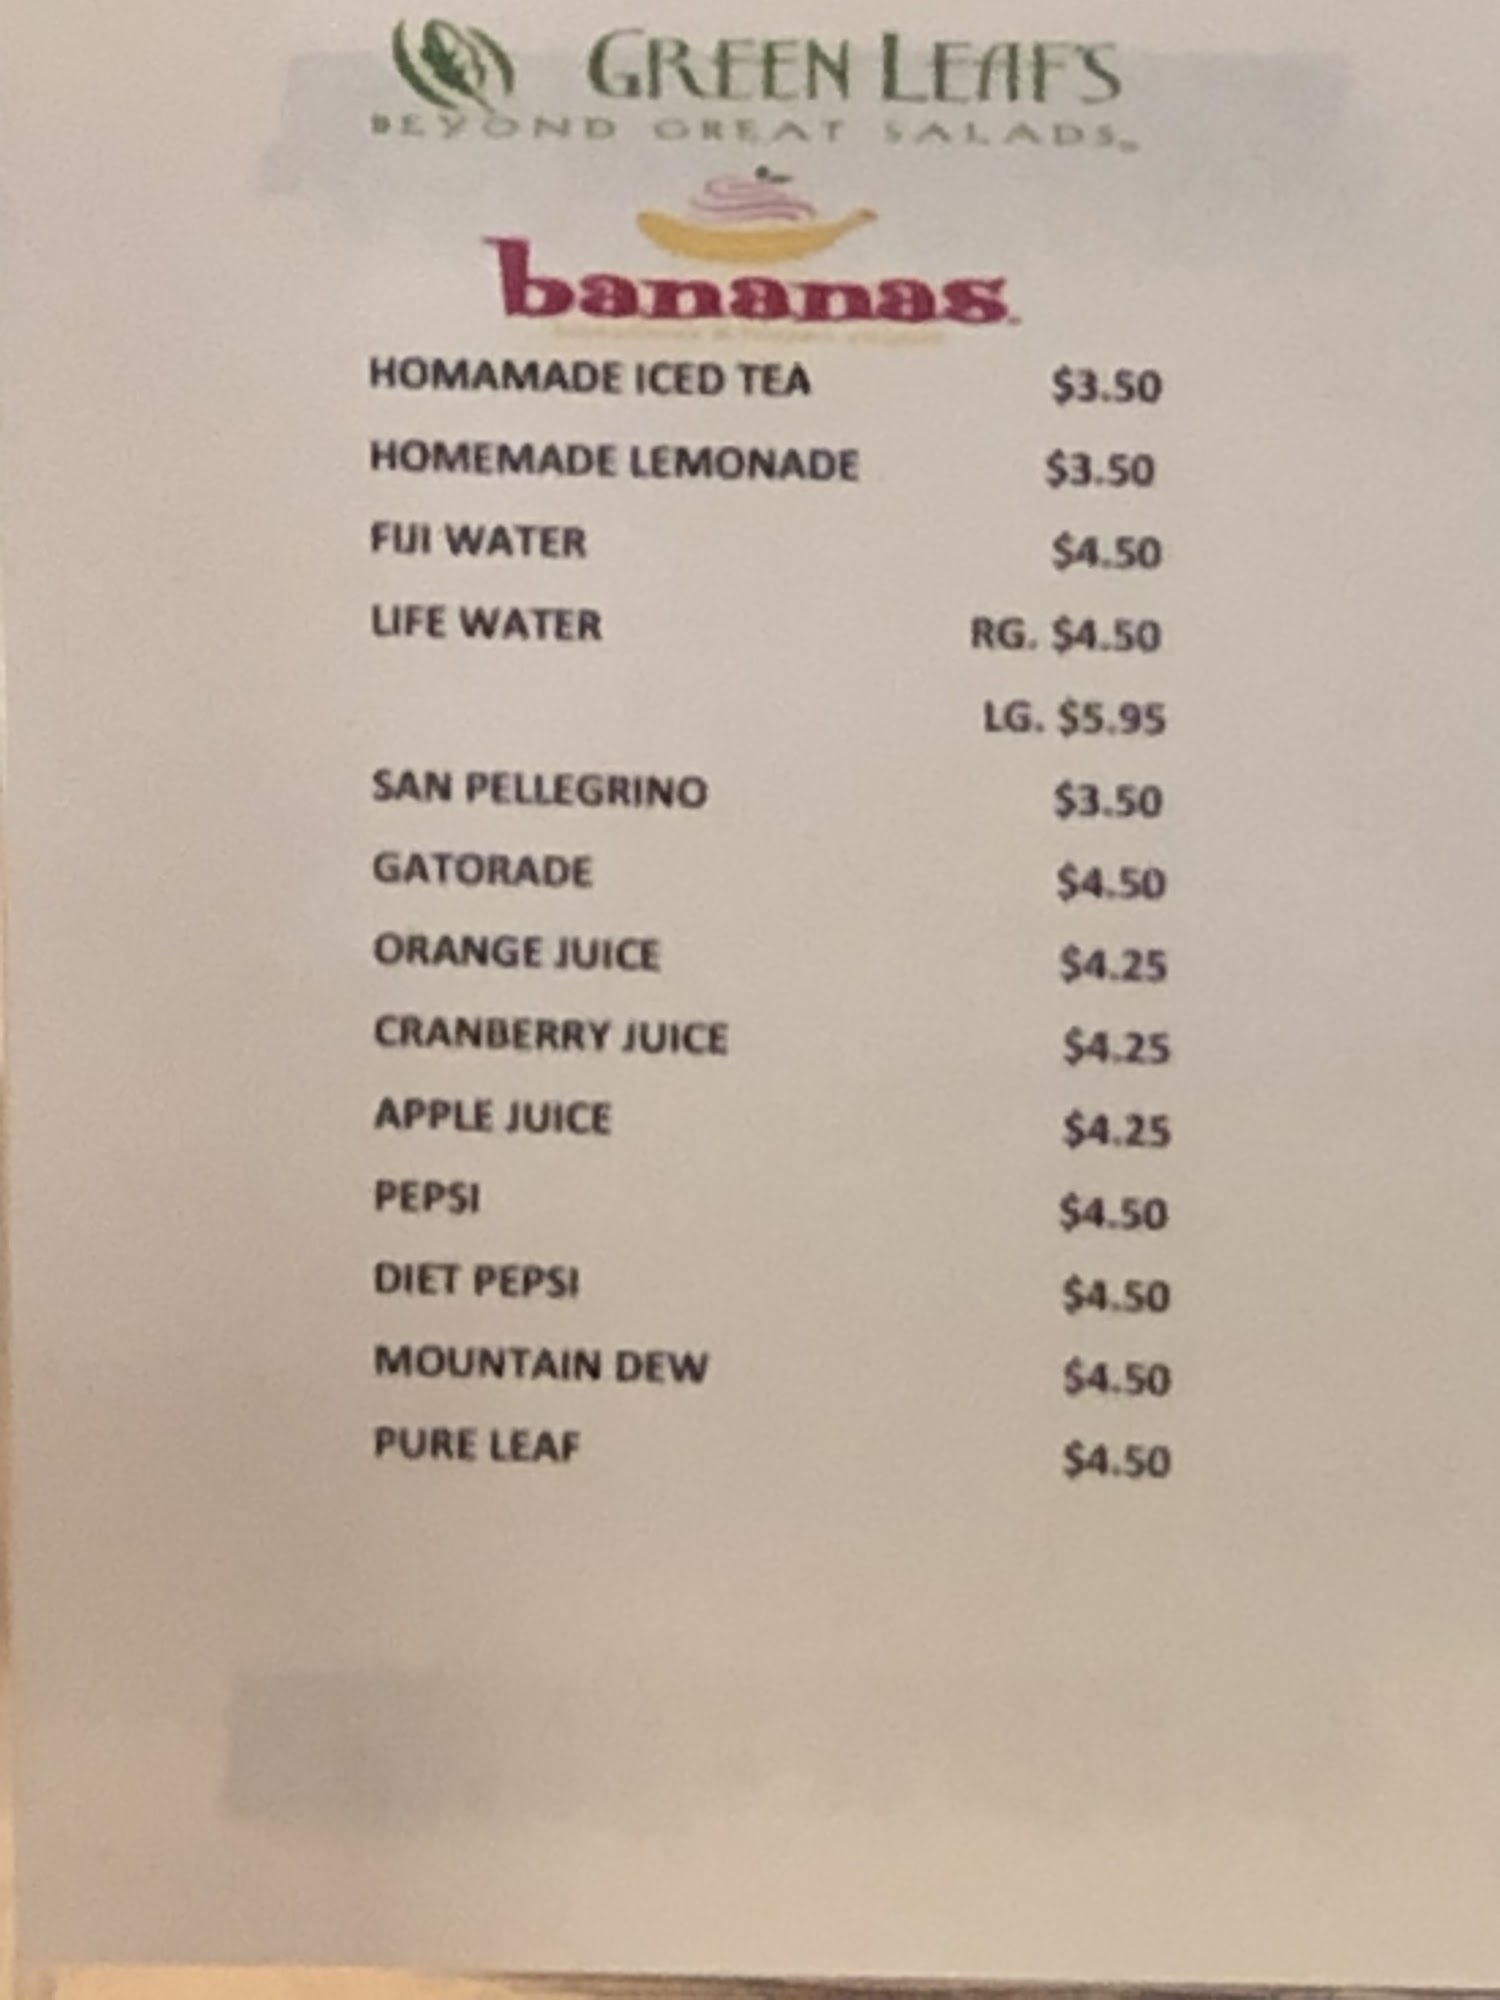 GREEN LEAF'S
BEYOND GREAT SALADS
bananas
HOMAMADE ICED TEA $3.50
HOMEMADE LEMONADE $3.50
FIJI WATER $4.50
LIFE WATER RG. $4.50
LG. $5.95
SAN PELLEGRINO $3.50
GATORADE $4.50
ORANGE JUICE $4.25
CRANBERRY JUICE $4.25
APPLE JUICE $4.25
PEPSI $4.50
DIET PEPSI $4.50
MOUNTAIN DEW $4.50
PURE LEAF $4.50